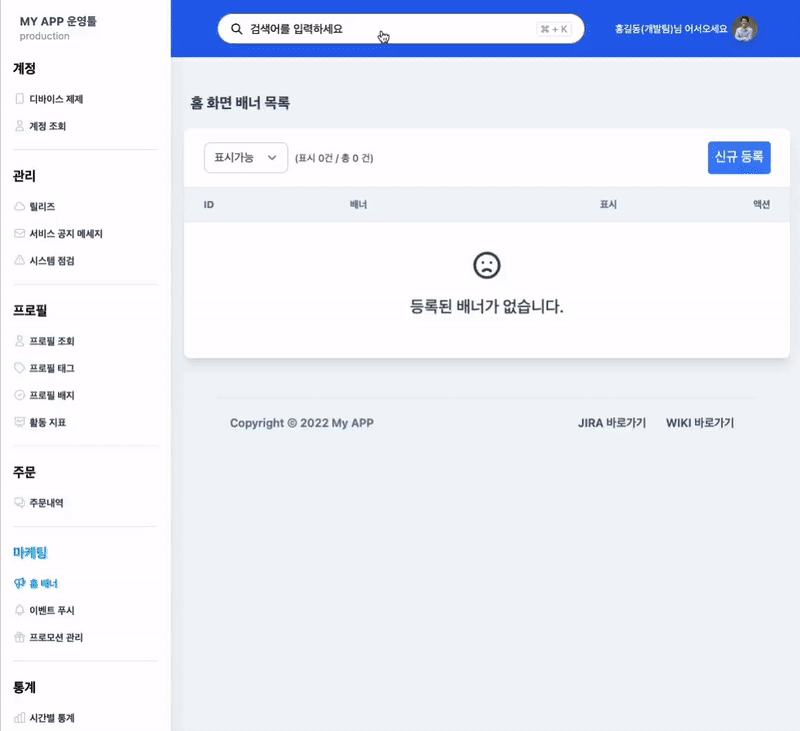 MY APP 운영툴
production
계정
디바이스 제제
계정 조회
관리
릴리즈
서비스 공지 메세지
시스템 점검
프로필
프로필 조회
프로필 태그
프로필 배지
활동 지표
주문
주문내역
마케팅
홈 배너
이벤트 푸시
프로모션 관리
통계
시간별 통계
검색어를 입력하세요
⌘ + K
홍길동(개발팀)님 어서오세요
홈 화면 배너 목록
표시가능
(표시 0건 / 총 0 건)
신규 등록
ID 배너 표시 액션
등록된 배너가 없습니다.
Copyright © 2022 My APP
JIRA 바로가기 WIKI 바로가기